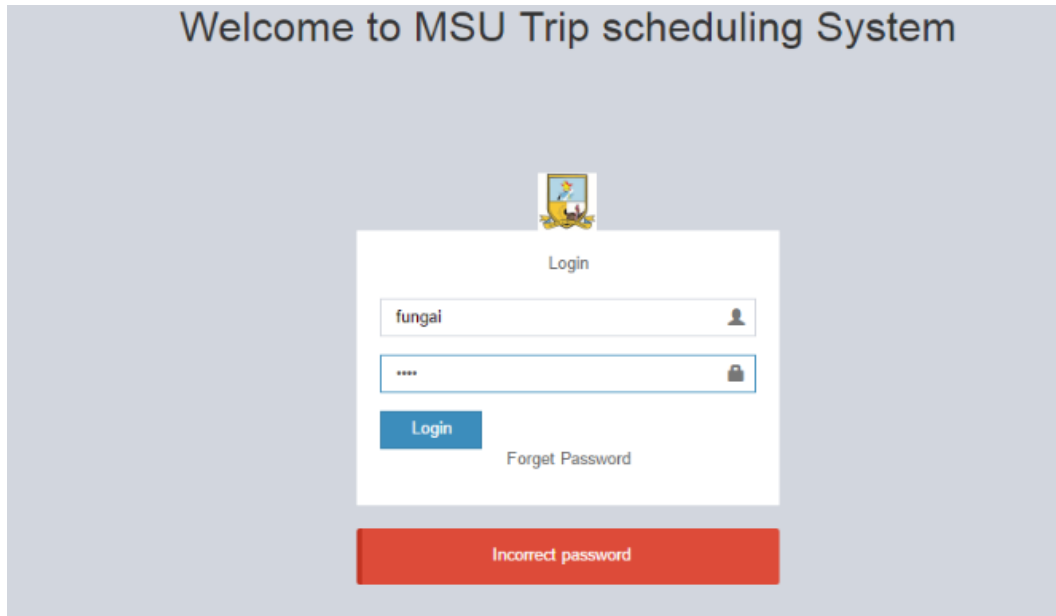 Welcome to MSU Trip scheduling System
Login
fungai
••••
Login
Forget Password
Incorrect password